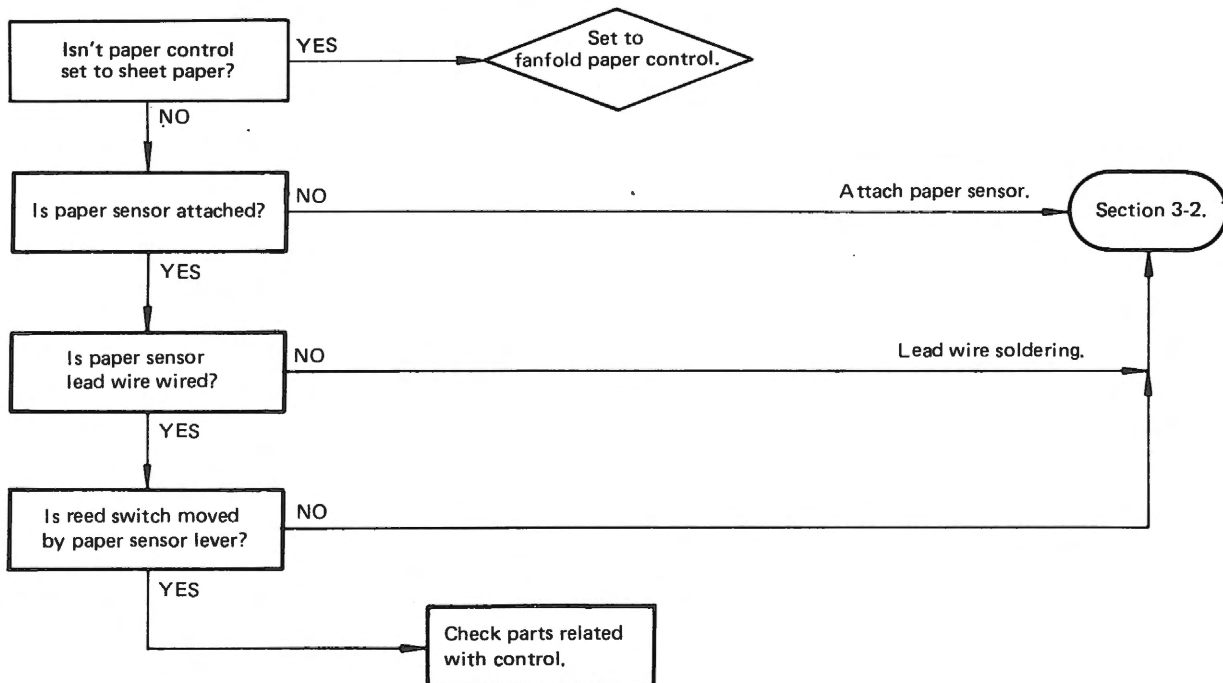 Isn't paper control
set to sheet paper?
YES
Set to
fanfold paper control.
NO
Is paper sensor attached?
NO
Attach paper sensor.
Section 3-2.
YES
Is paper sensor
lead wire wired?
NO
Lead wire soldering.
YES
Is reed switch moved
by paper sensor lever?
NO
YES
Check parts related
with control.